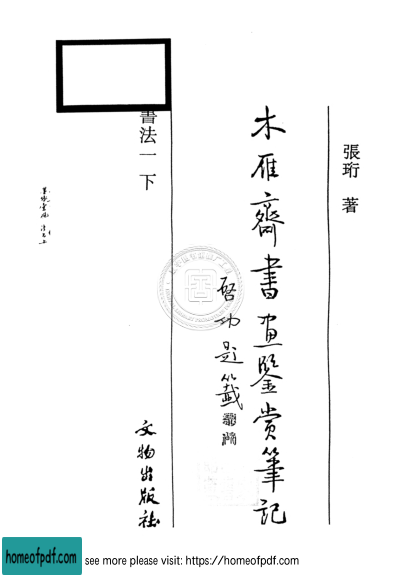 張珩 著
木雁齋書畫鑒賞筆記
啓功題籤
書法一 下
文物出版社
homeofpdf.com
see more please visit: https://homeofpdf.com